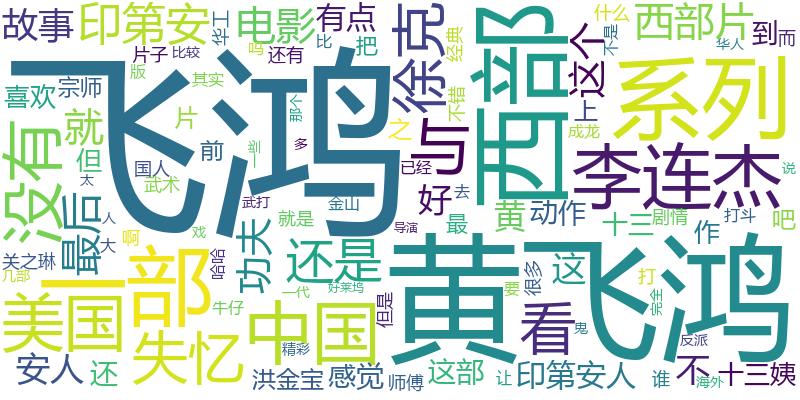 故事
印第安
华工
电影
有点
徐克
西部
什么
西部片
到
而
片子
比较
吗
还有
比
把
经典
这个
不是
华人
飞鸿
喜欢
宗师
版
其实
那个
不错
上
成龙
系列
没有
就
片
之
与
但
国人
前
一些
多
已经
李连杰
说
太
武术
武打
好
去
最后
人
大
啊
戏
就是
金山
导演
最
黄
动作
十三
剧情
作
打斗
吧
关之琳
几部
一部
哈哈
功夫
还是
这
很多
打
完全
鬼
反派
美国
失忆
牛仔
一代
好莱坞
中国
精彩
但是
黄飞鸿
要
看
安人
还
洪金宝
感觉
师傅
这部
让
印第安人
谁
不
海外
十三姨